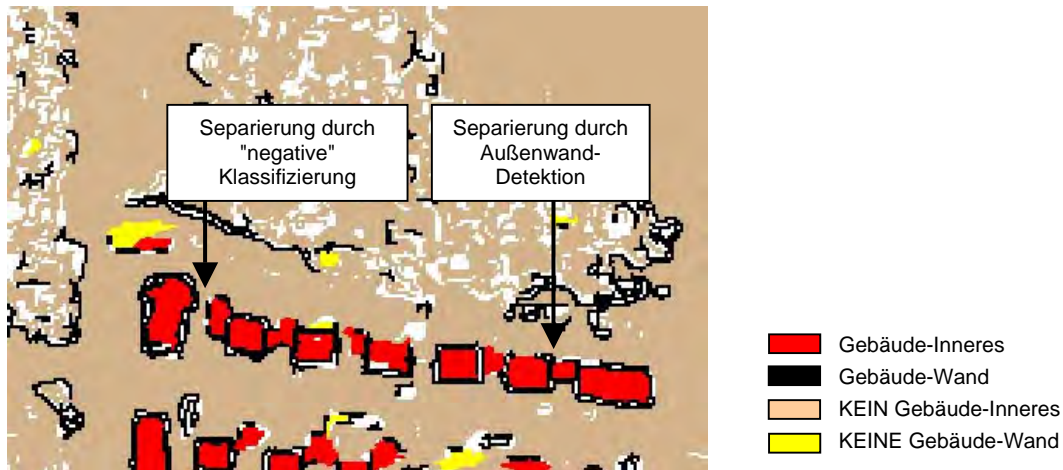 Separierung durch
"negative"
Klassifizierung
Separierung durch
Außenwand-
Detektion
Gebäude-Inneres
Gebäude-Wand
KEIN Gebäude-Inneres
KEINE Gebäude-Wand